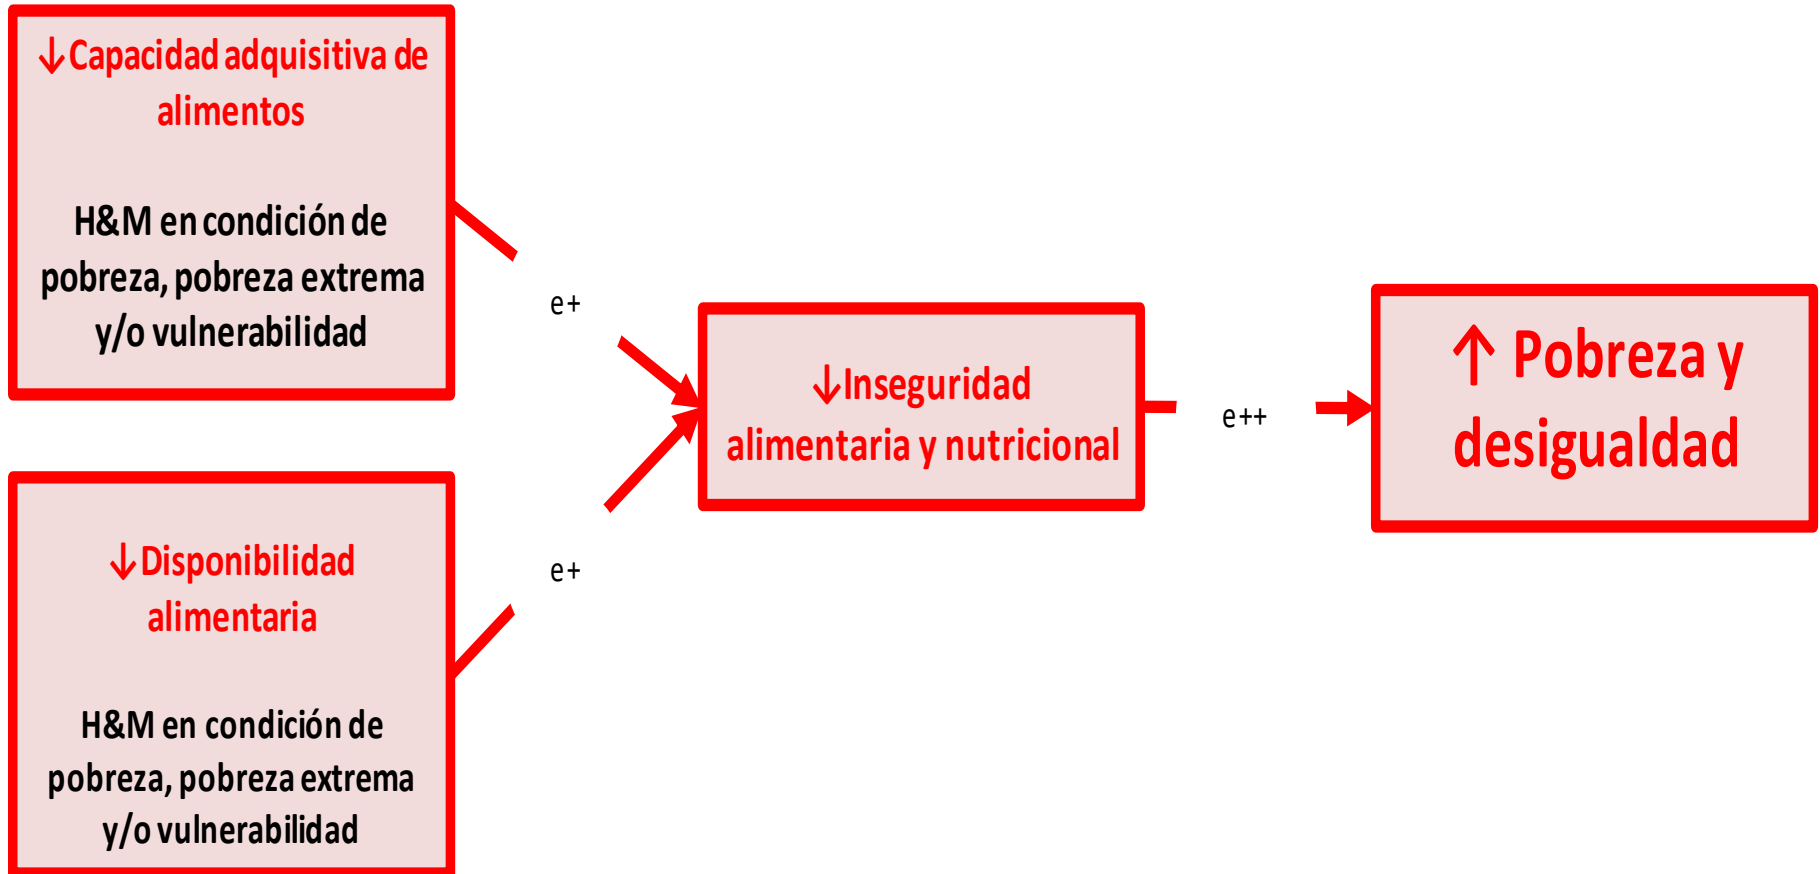 ↓Capacidad adquisitiva de
alimentos
H&M en condición de
pobreza, pobreza extrema
y/o vulnerabilidad
e+
↓Inseguridad
alimentaria y nutricional
e++
↑ Pobreza y
desigualdad
↓Disponibilidad
alimentaria
H&M en condición de
pobreza, pobreza extrema
y/o vulnerabilidad
e+